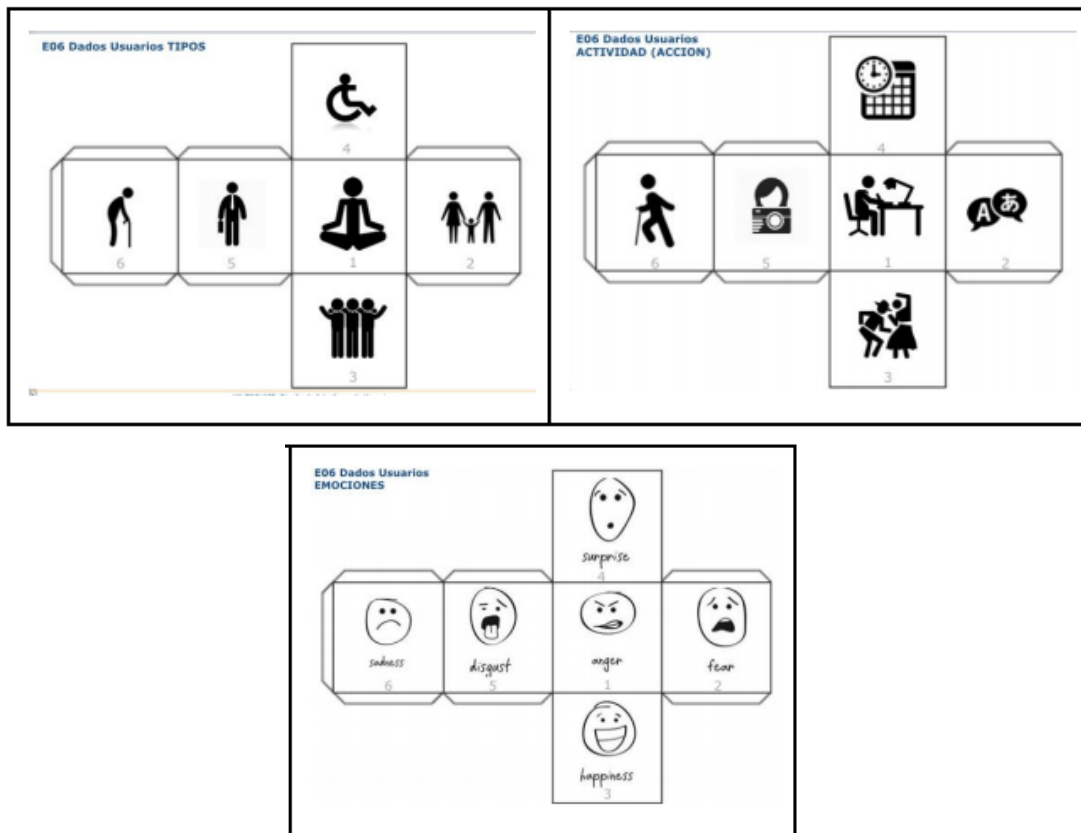 E06 Dados Usuarios TIPOS
4
6
5
1
2
3
E06 Dados Usuarios
ACTIVIDAD (ACCION)
4
A あ
6
5
1
2
3
E06 Dados Usuarios
EMOCIONES
surprise
4
sadness
disgust
anger
fear
6
5
1
2
happiness
3